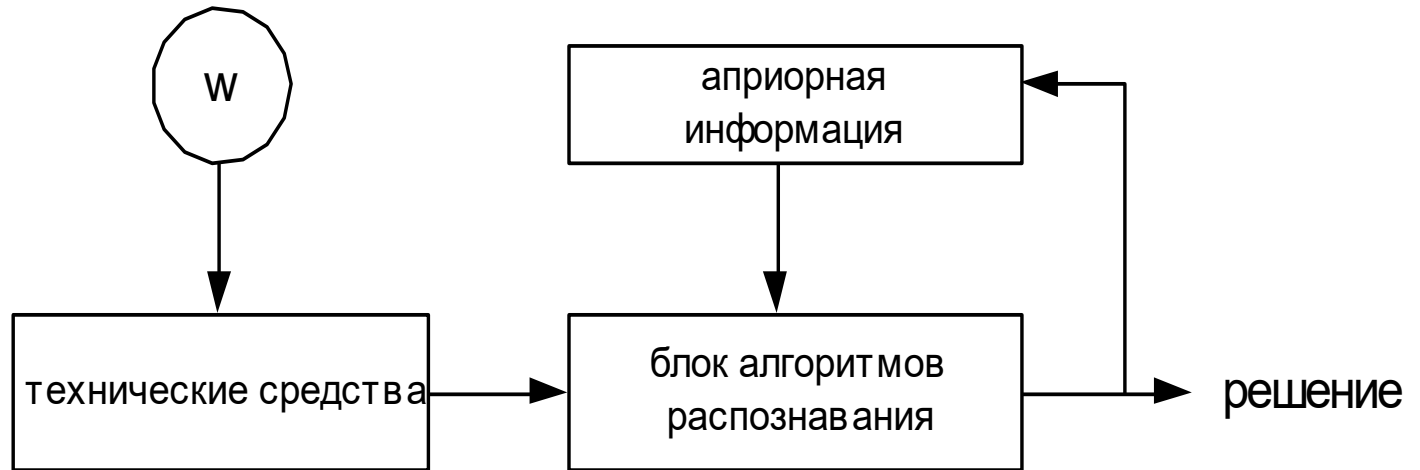 W
априорная
информация
технические средства
блок алгоритмов
распознавания
решение